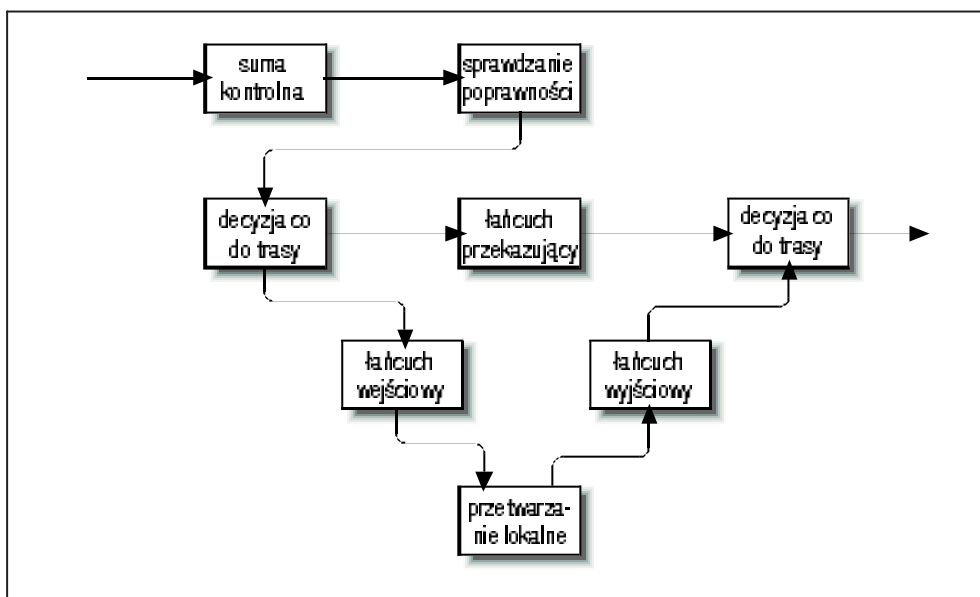 suma
kontrolna
sprawdzanie
poprawności
decyzja co
do trasy
łańcuch
przekazujący
decyzja co
do trasy
łańcuch
wejściowy
łańcuch
wyjściowy
przetwarza-
nie lokalne